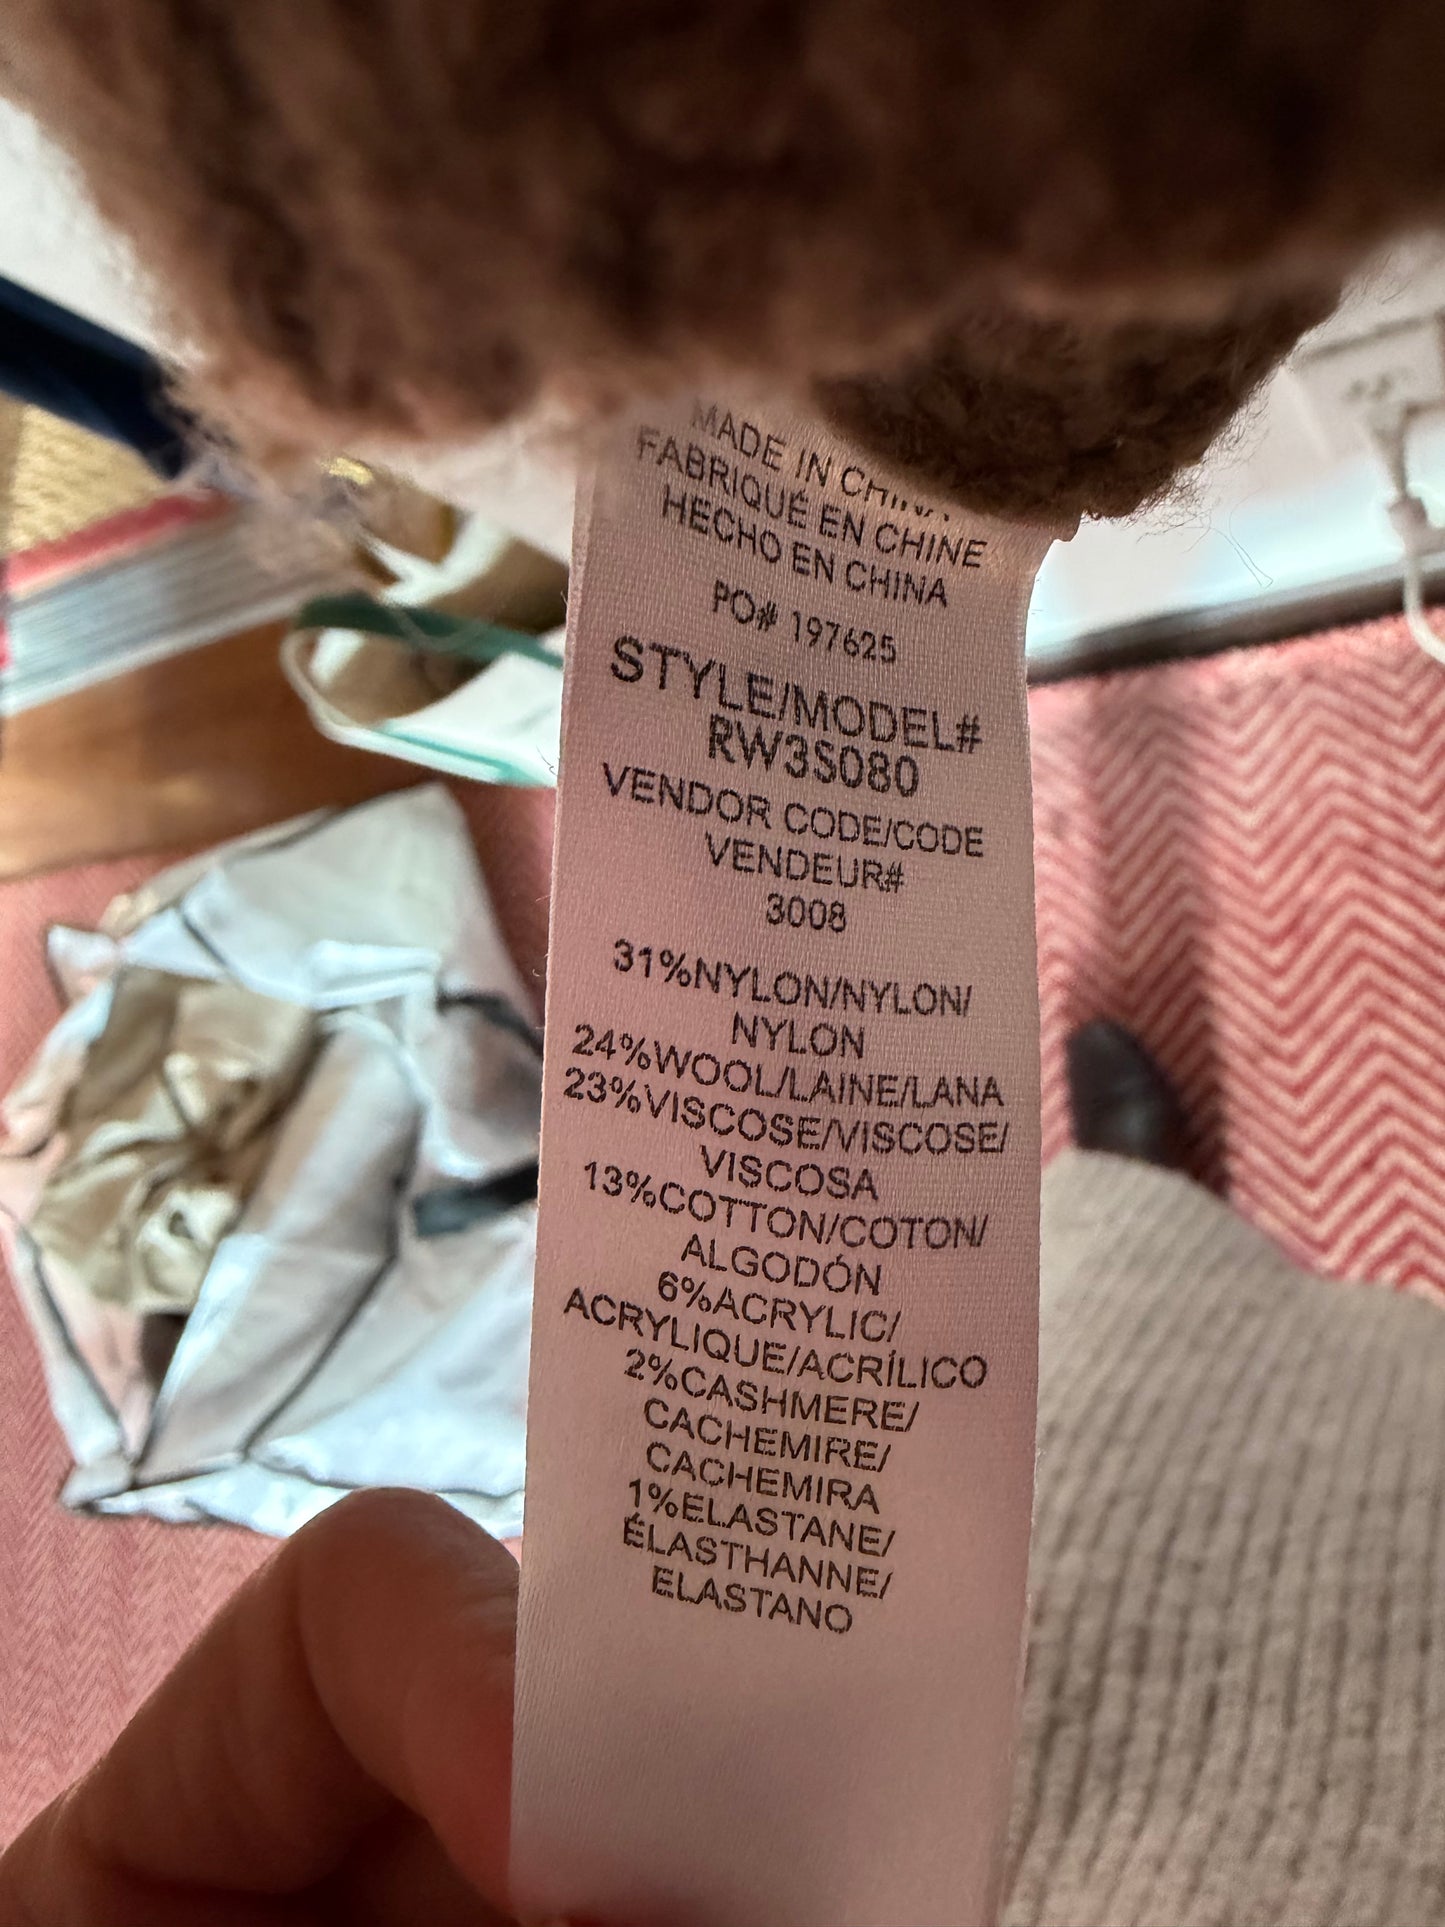 MADE IN CHINA
FABRIQUÉ EN CHINE
HECHO EN CHINA
PO# 197625
STYLE/MODEL#
RW3S080
VENDOR CODE/CODE
VENDEUR#
3008
31%NYLON/NYLON/
NYLON
24%WOOL/LAINE/LANA
23%VISCOSE/VISCOSE/
VISCOSA
13%COTTON/COTON/
ALGODÓN
6%ACRYLIC/
ACRYLIQUE/ACRÍLICO
2%CASHMERE/
CACHEMIRE/
CACHEMIRA
1%ELASTANE/
ÉLASTHANNE/
ELASTANO